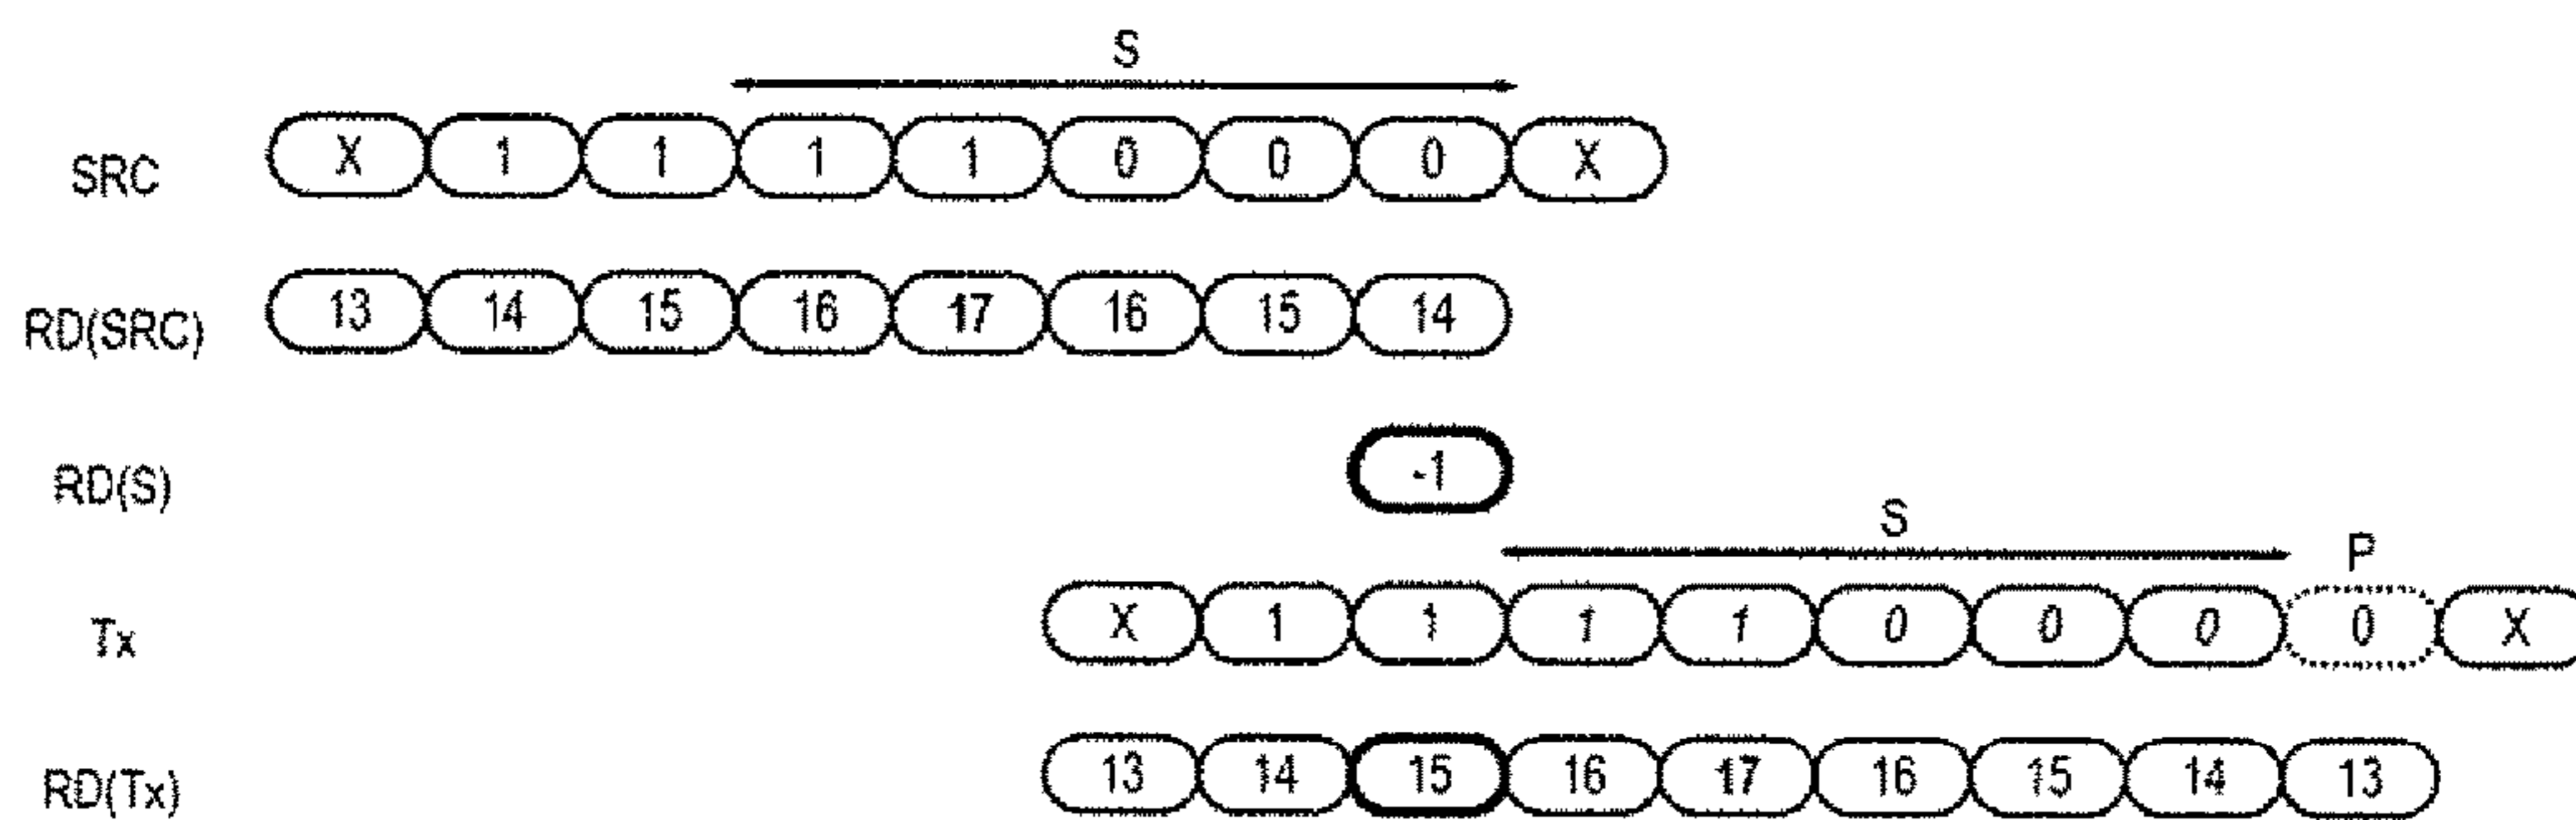 S
SRC X 1 1 1 1 0 0 0 X
RD(SRC) 13 14 15 16 17 16 15 14
RD(S) -1
S P
Tx X 1 1 1 1 0 0 0 0 X
RD(Tx) 13 14 15 16 17 16 15 14 13